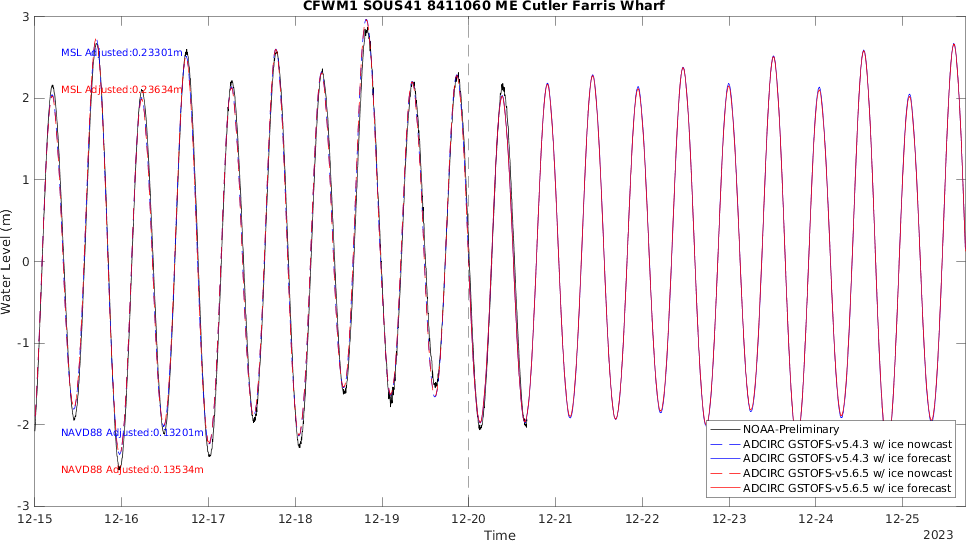 CFWM1 SOUS41 8411060 ME Cutler Farris Wharf
3
2
1
0
-1
-2
-3
Water Level (m)
MSL Adjusted:0.23301m
MSL Adjusted:0.23634m
NAVD88 Adjusted:0.13201m
NAVD88 Adjusted:0.13534m
NOAA-Preliminary
ADCIRC GSTOFS-v5.4.3 w/ ice nowcast
ADCIRC GSTOFS-v5.4.3 w/ ice forecast
ADCIRC GSTOFS-v5.6.5 w/ ice nowcast
ADCIRC GSTOFS-v5.6.5 w/ ice forecast
12-15 12-16 12-17 12-18 12-19 12-20 12-21 12-22 12-23 12-24 12-25
Time
2023